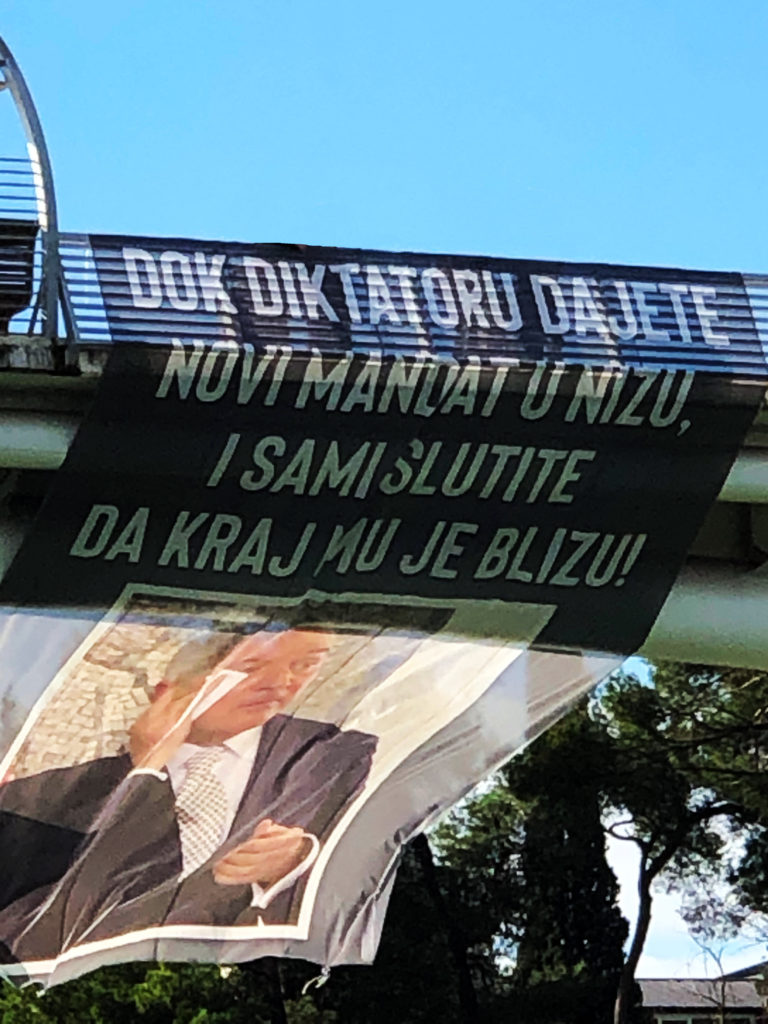 DOK DIKTATORU DAJETE
NOVI MANDAT U NIZU,
I SAMI SLUTITE
DA KRAJ MU JE BLIZU!